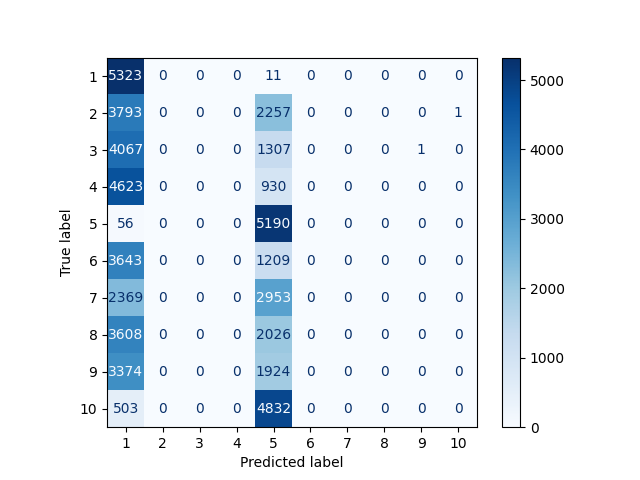 1 5323 0 0 0 11 0 0 0 0 0
2 3793 0 0 0 2257 0 0 0 0 1
3 4067 0 0 0 1307 0 0 0 1 0
4 4623 0 0 0 930 0 0 0 0 0
5 56 0 0 0 5190 0 0 0 0 0
6 3643 0 0 0 1209 0 0 0 0 0
7 2369 0 0 0 2953 0 0 0 0 0
8 3608 0 0 0 2026 0 0 0 0 0
9 3374 0 0 0 1924 0 0 0 0 0
10 503 0 0 0 4832 0 0 0 0 0
1 2 3 4 5 6 7 8 9 10
Predicted label
True label
5000
4000
3000
2000
1000
0